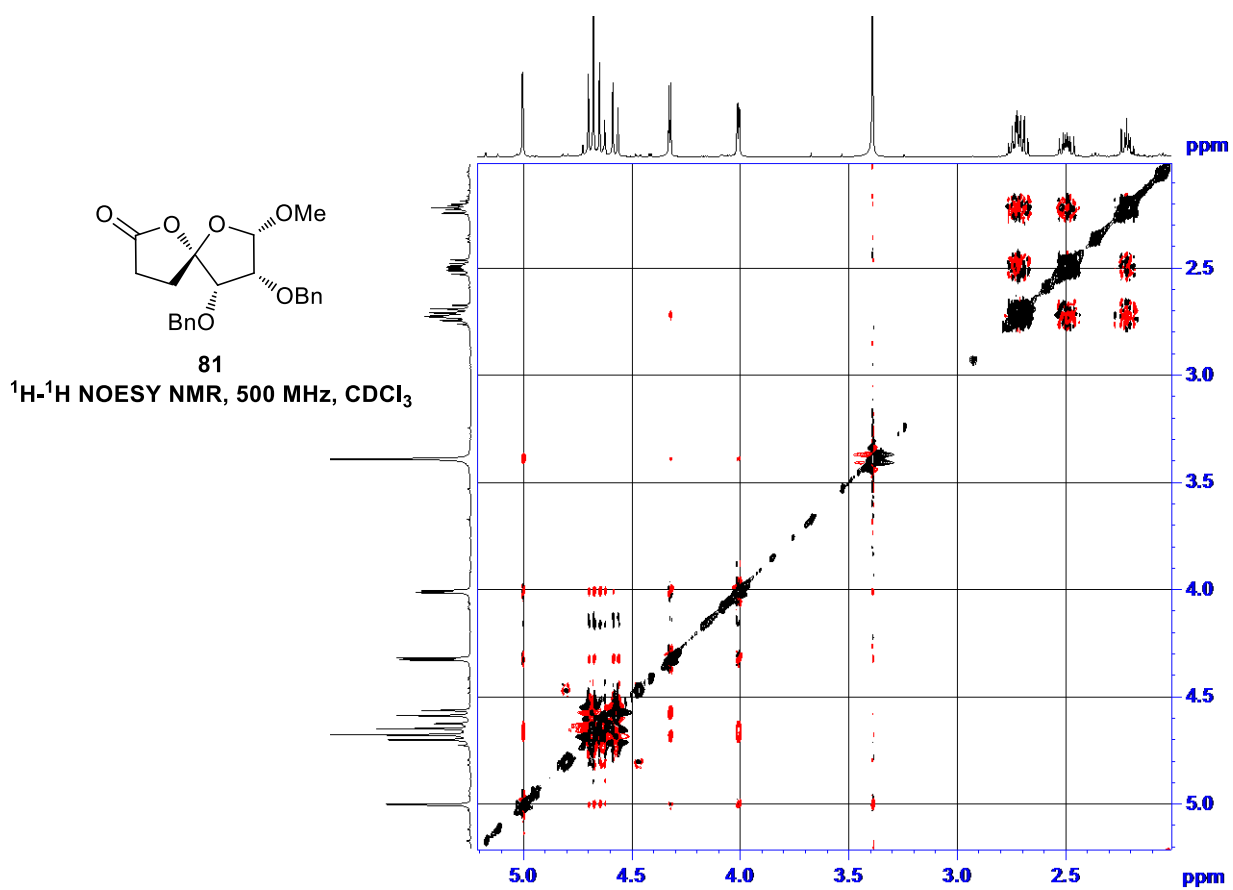 ppm
O
O
O
OMe
OBn
BnO
81
¹H-¹H NOESY NMR, 500 MHz, CDCl₃
2.5
3.0
3.5
4.0
4.5
5.0
5.0
4.5
4.0
3.5
3.0
2.5
ppm